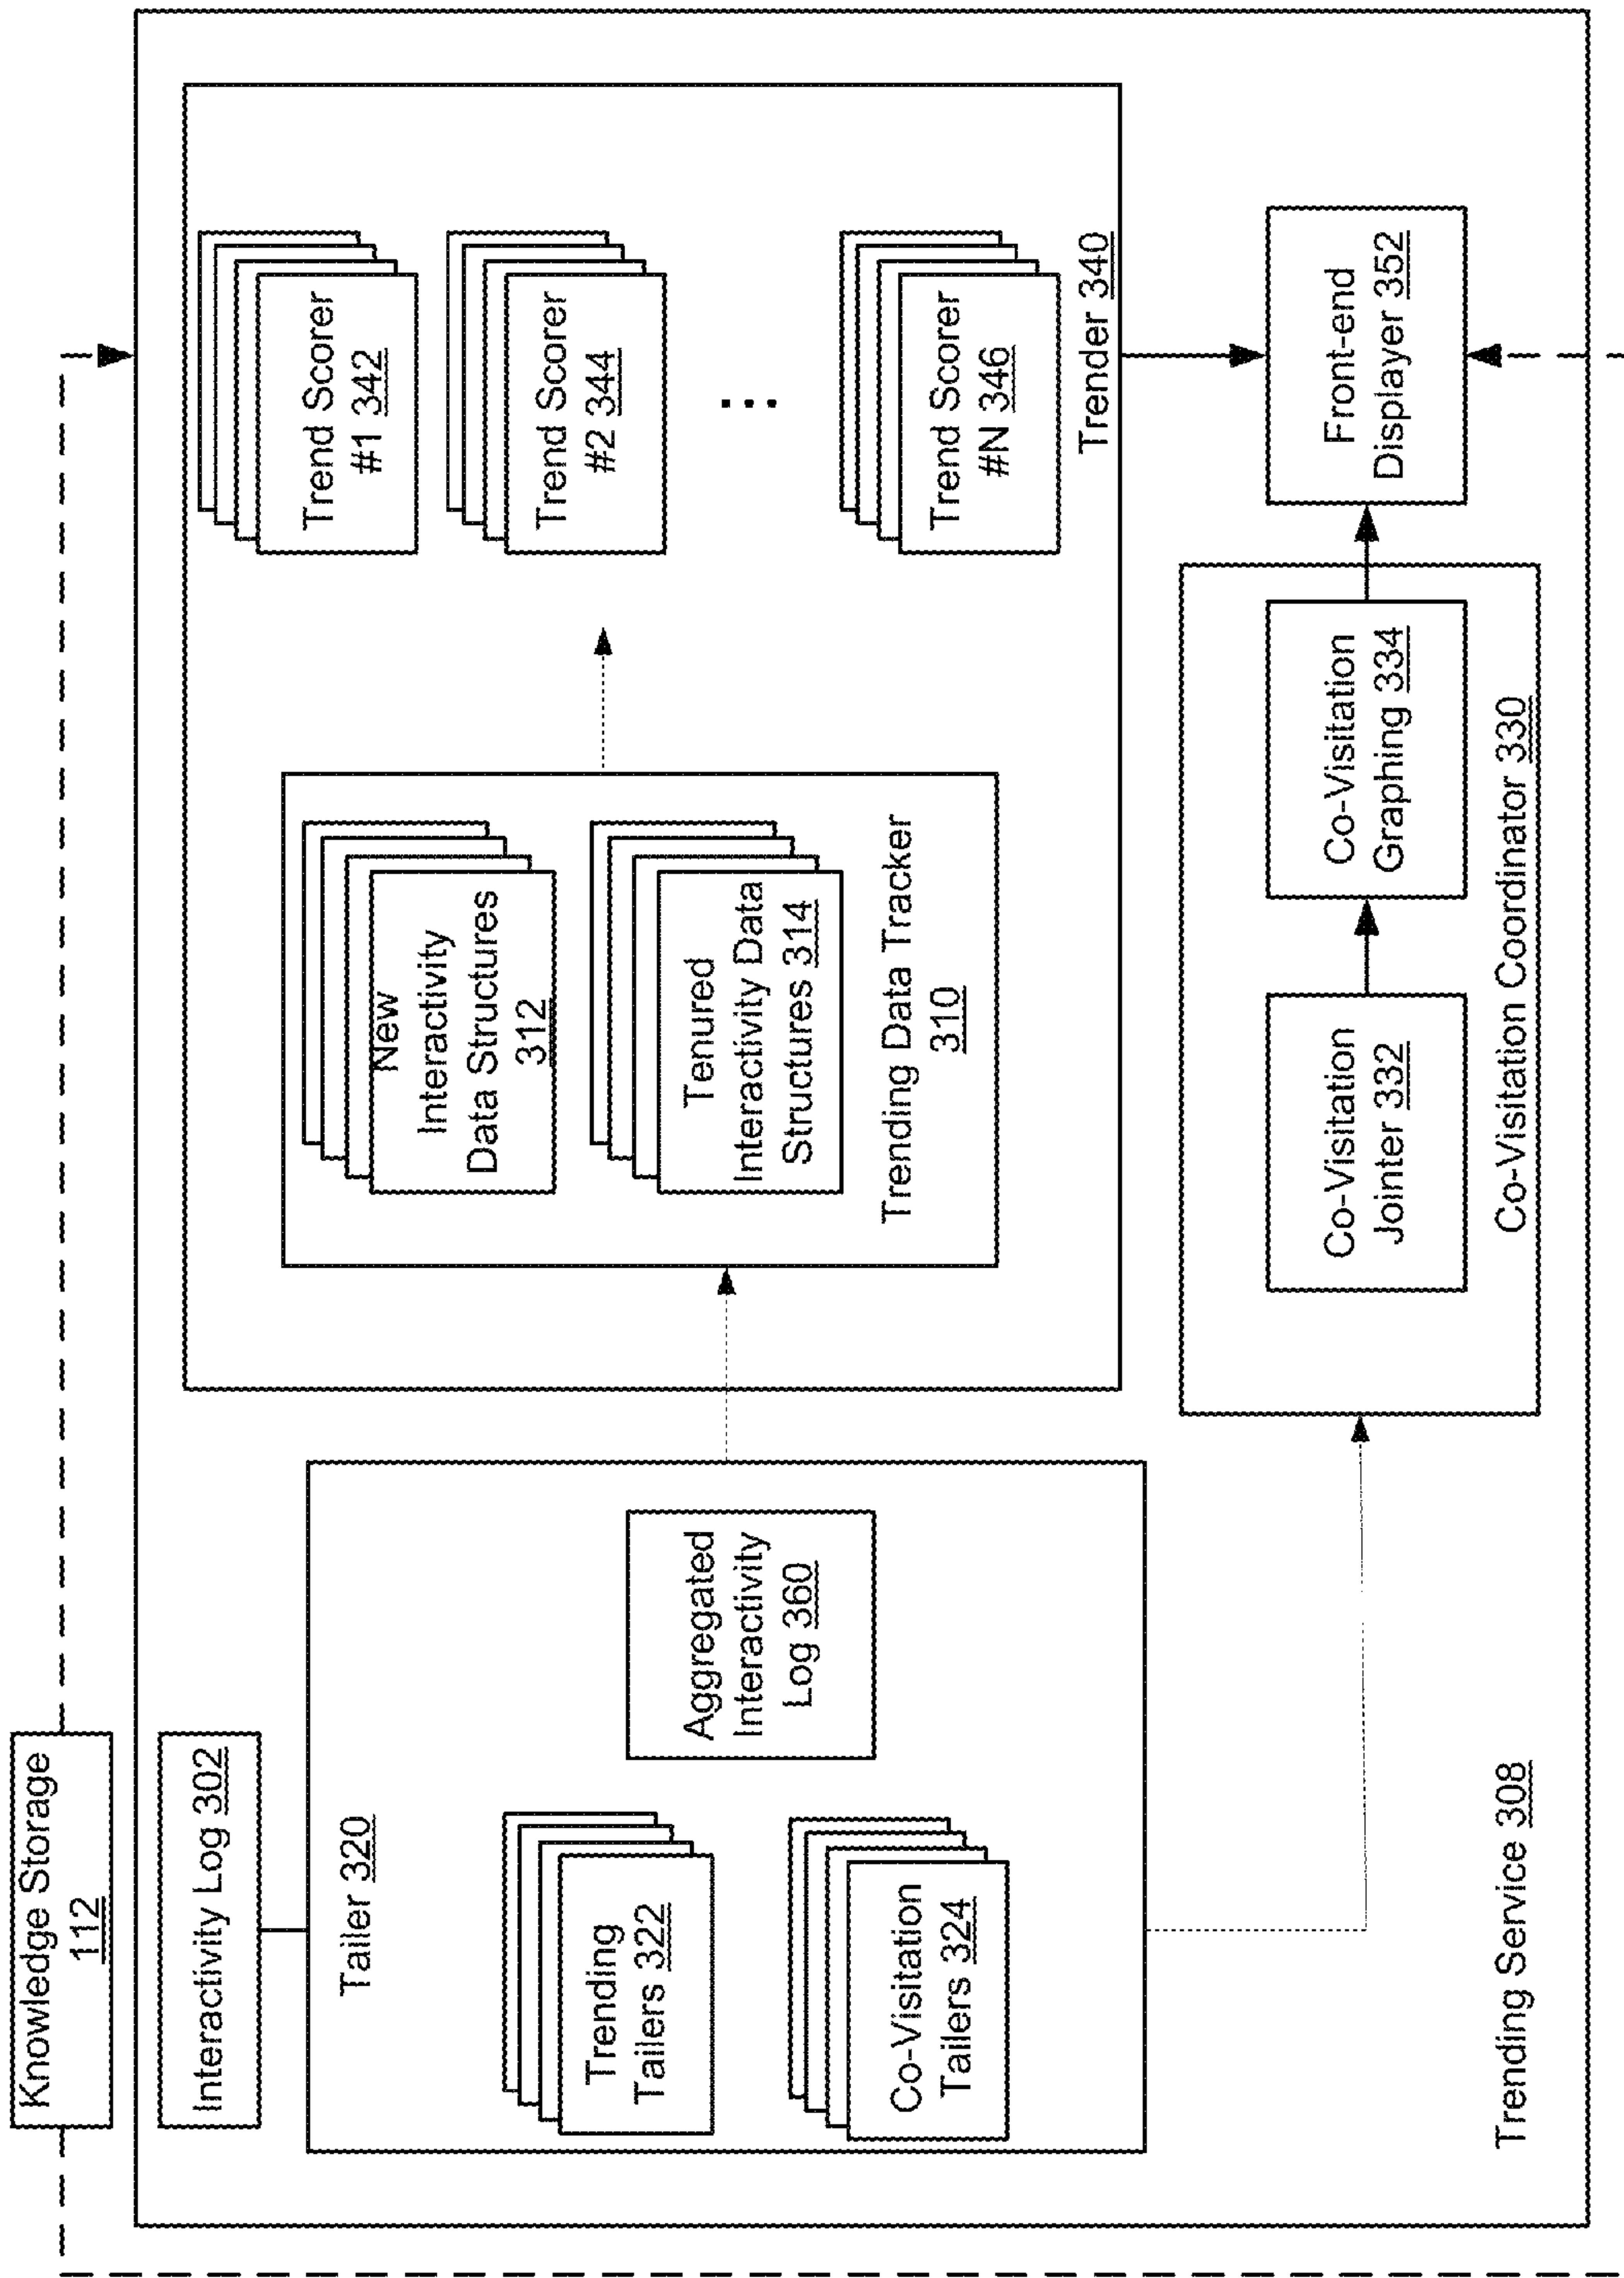 Knowledge Storage
112
Interactivity Log 302
Tailer 320
Trending
Tailers 322
Co-Visitation
Tailers 324
Aggregated
Interactivity
Log 360
New
Interactivity
Data Structures
312
Tenured
Interactivity Data
Structures 314
Trending Data Tracker
310
Trend Scorer
#1 342
Trend Scorer
#2 344
...
Trend Scorer
#N 346
Trender 340
Co-Visitation
Jointer 332
Co-Visitation
Graphing 334
Co-Visitation Coordinator 330
Front-end
Displayer 352
Trending Service 308